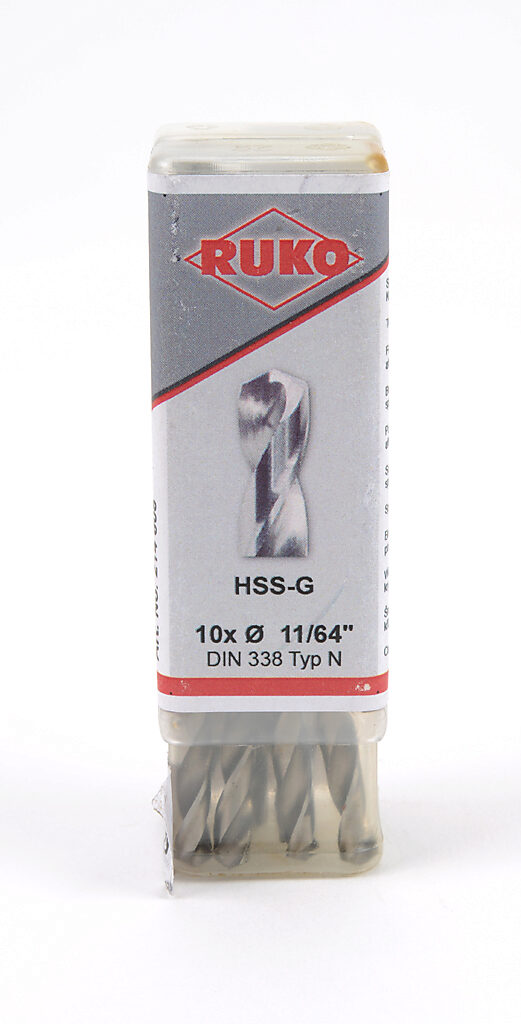 RUKO
HSS-G
10x Ø 11/64"
DIN 338 Typ N